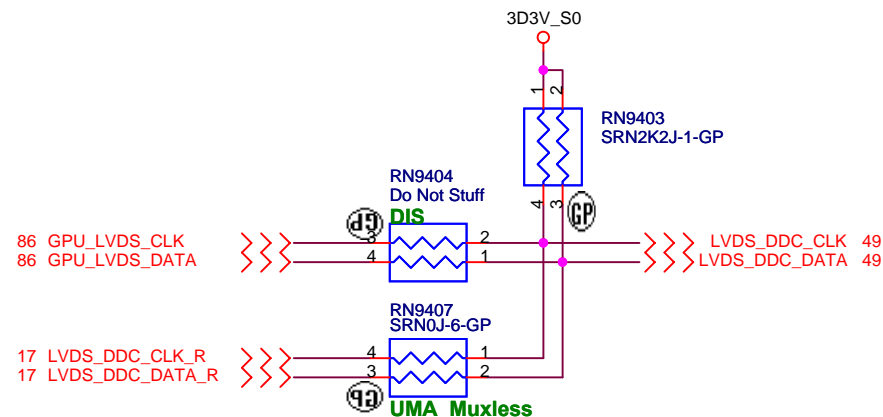 3D3V_S0
1 2
RN9403
SRN2K2J-1-GP
4 3
GP
RN9404
Do Not Stuff
GP
DIS
86 GPU_LVDS_CLK 3 2 LVDS_DDC_CLK 49
86 GPU_LVDS_DATA 4 1 LVDS_DDC_DATA 49
RN9407
SRN0J-6-GP
17 LVDS_DDC_CLK_R 4 1
17 LVDS_DDC_DATA_R 3 2
GP
UMA_Muxless